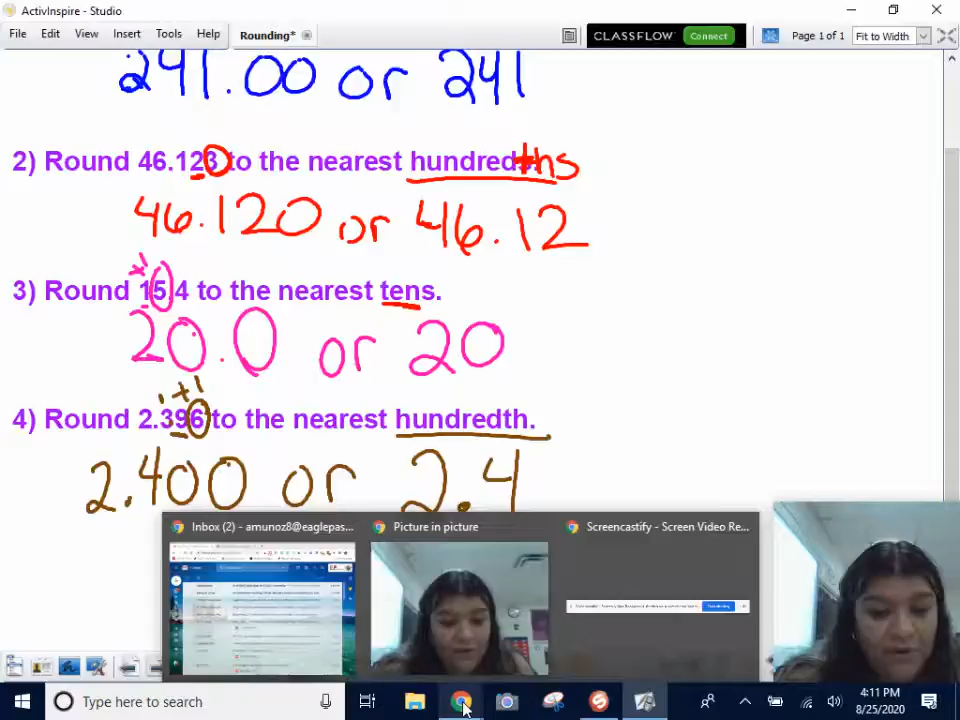 ActivInspire - Studio
File Edit View Insert Tools Help Rounding* CLASSFLOW Connect Page 1 of 1 Fit to Width
241.00 or 241
2) Round 46.123 to the nearest hundredths.
46.120 or 46.12
3) Round 15.4 to the nearest tens.
20.0 or 20
4) Round 2.396 to the nearest hundredth.
2.400 or 2.4
Inbox (2) - amunoz8@eaglepas... Picture in picture Screencastify - Screen Video Re...
Type here to search
4:11 PM
8/25/2020